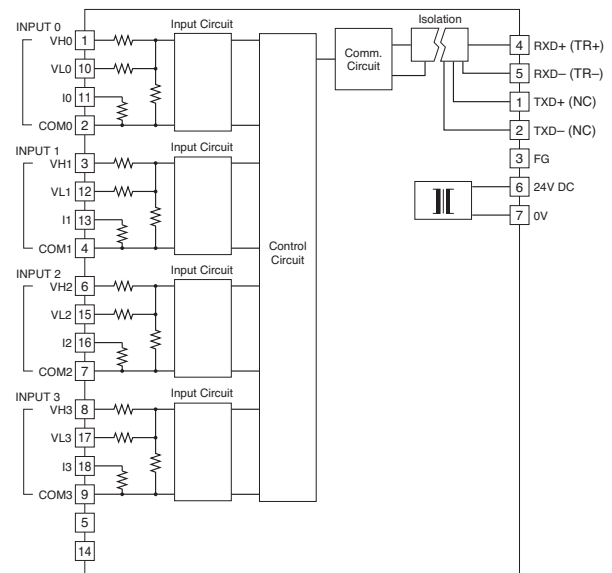 INPUT 0
VH0 1
VL0 10
I0 11
COM0 2
Input Circuit
INPUT 1
VH1 3
VL1 12
I1 13
COM1 4
Input Circuit
INPUT 2
VH2 6
VL2 15
I2 16
COM2 7
Input Circuit
INPUT 3
VH3 8
VL3 17
I3 18
COM3 9
Input Circuit
5
14
Control
Circuit
Comm.
Circuit
Isolation
4 RXD+ (TR+)
5 RXD– (TR–)
1 TXD+ (NC)
2 TXD– (NC)
3 FG
6 24V DC
7 0V